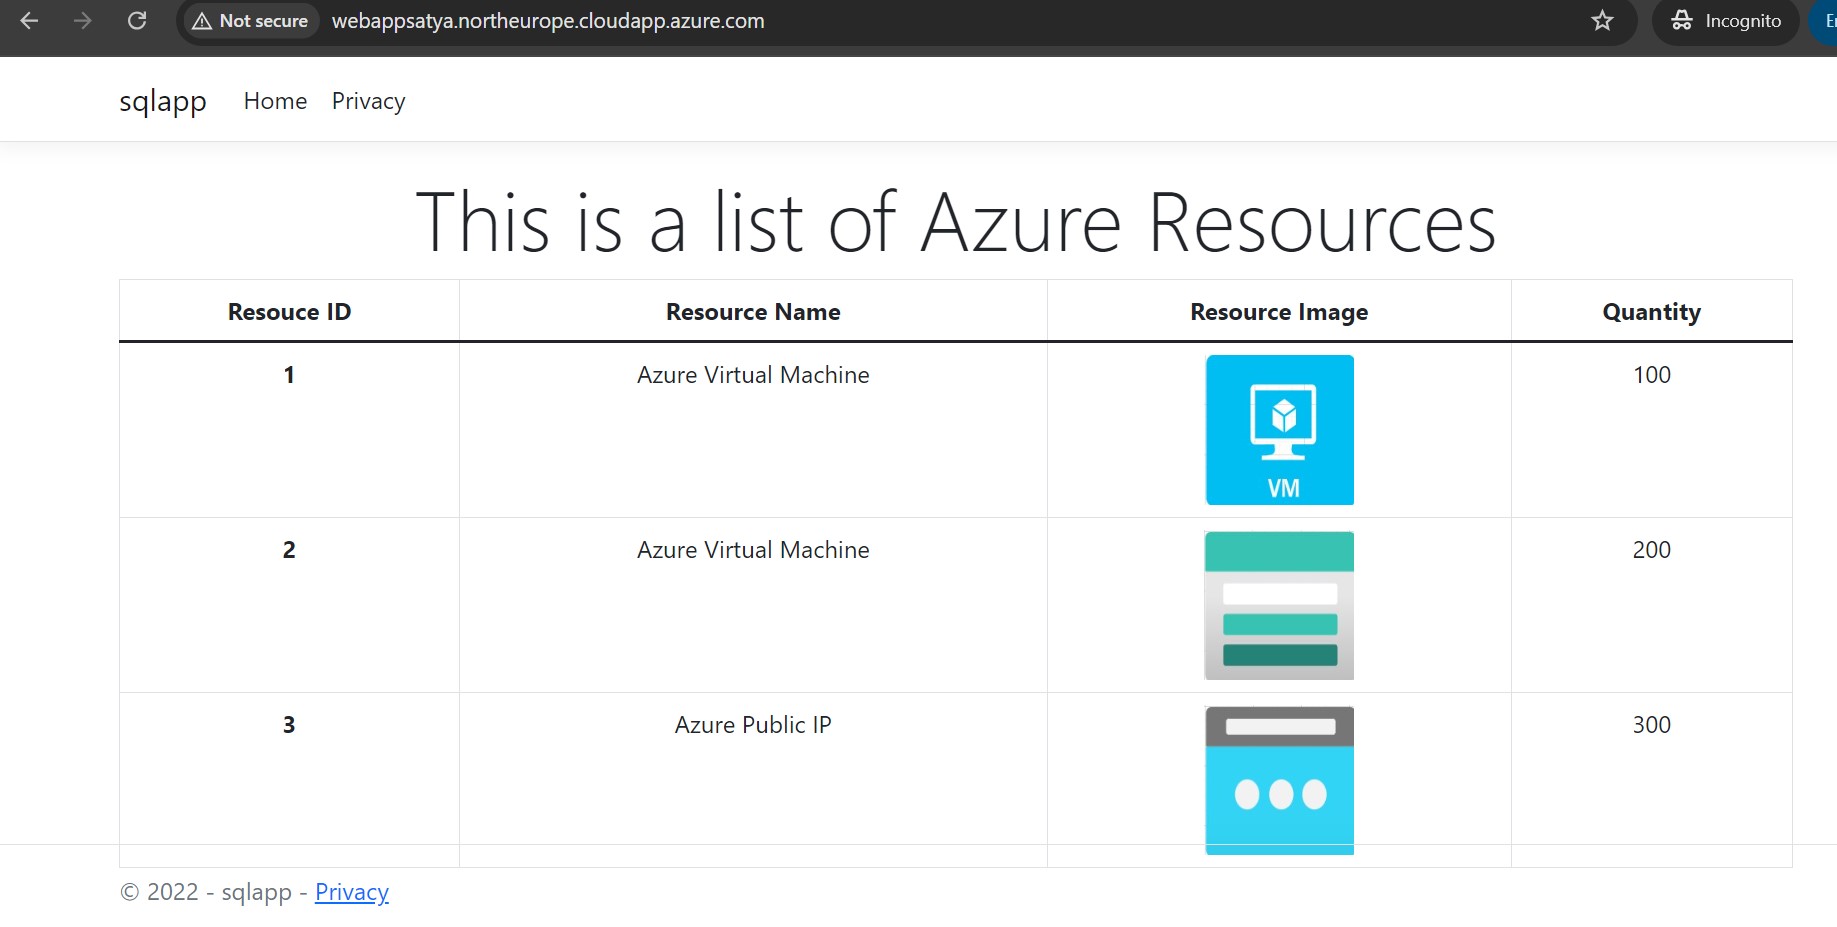 Not secure webappsatya.northeurope.cloudapp.azure.com Incognito
sqlapp Home Privacy
This is a list of Azure Resources
Resouce ID Resource Name Resource Image Quantity
1 Azure Virtual Machine 100
VM
2 Azure Virtual Machine 200
3 Azure Public IP 300
© 2022 - sqlapp - Privacy